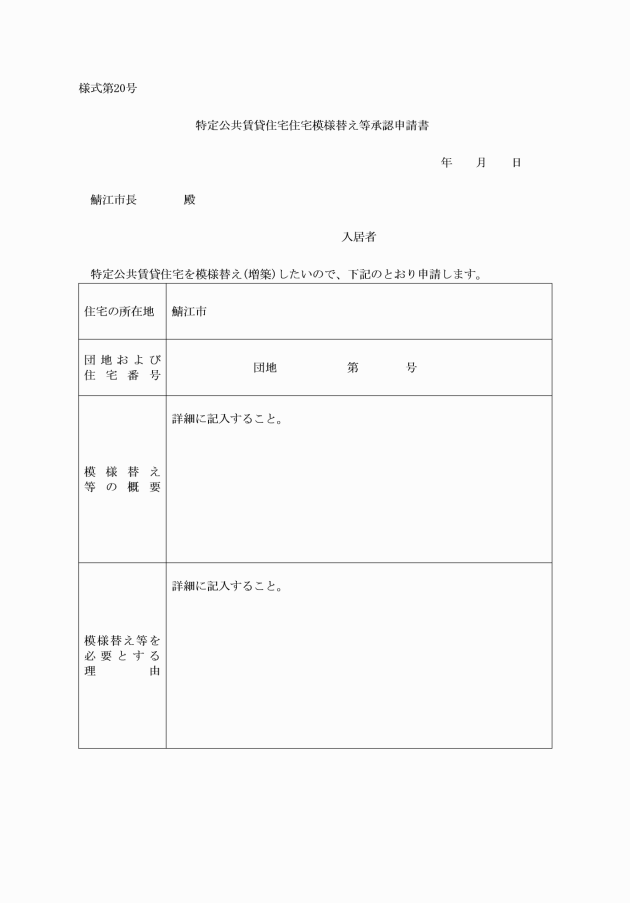 様式第20号
特定公共賃貸住宅住宅模様替え等承認申請書
年　　月　　日
鯖江市長　　　　殿
入居者
特定公共賃貸住宅を模様替え(増築)したいので、下記のとおり申請します。
住宅の所在地　鯖江市
団地および
住宅番号
団地　　　　　　第　　　　号
詳細に記入すること。
模様替え
等の概要
詳細に記入すること。
模様替え等を
必要とする
理由